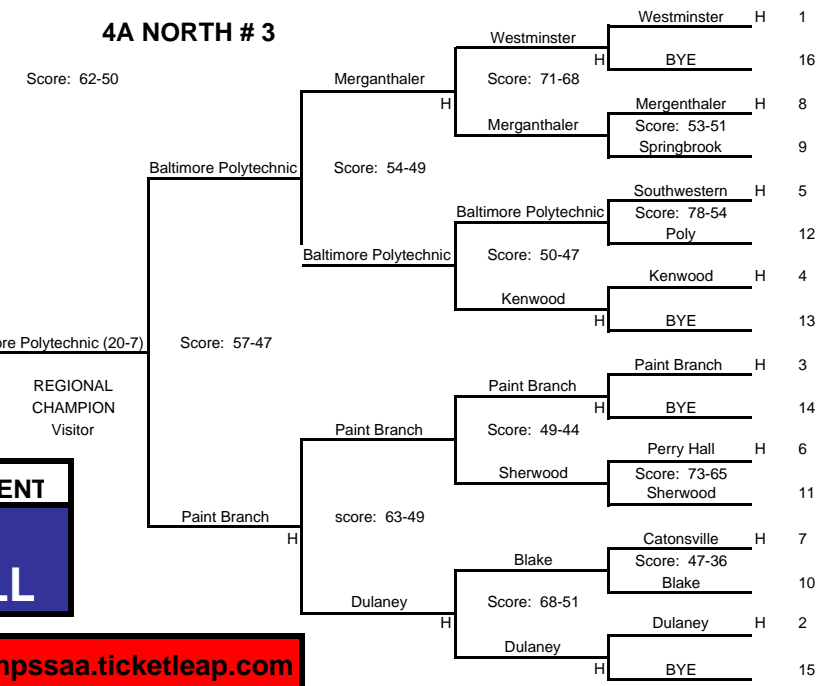 4A NORTH # 3
Westminster H 1
Westminster
H BYE 16
Score: 62-50
Merganthaler
Score: 71-68
H
Mergenthaler H 8
Merganthaler
Score: 53-51
Springbrook 9
Baltimore Polytechnic
Score: 54-49
Southwestern H 5
Baltimore Polytechnic
Score: 78-54
Poly 12
Baltimore Polytechnic
Score: 50-47
Kenwood H 4
Kenwood
H BYE 13
ore Polytechnic (20-7)
Score: 57-47
REGIONAL
CHAMPION
Visitor
Paint Branch H 3
Paint Branch
H BYE 14
Paint Branch
Score: 49-44
Perry Hall H 6
Sherwood
Score: 73-65
Sherwood 11
ENT
LL
Paint Branch
H
score: 63-49
Catonsville H 7
Blake
Score: 47-36
Blake 10
Dulaney
H
Score: 68-51
Dulaney H 2
Dulaney
H BYE 15
mpssaa.ticketleap.com